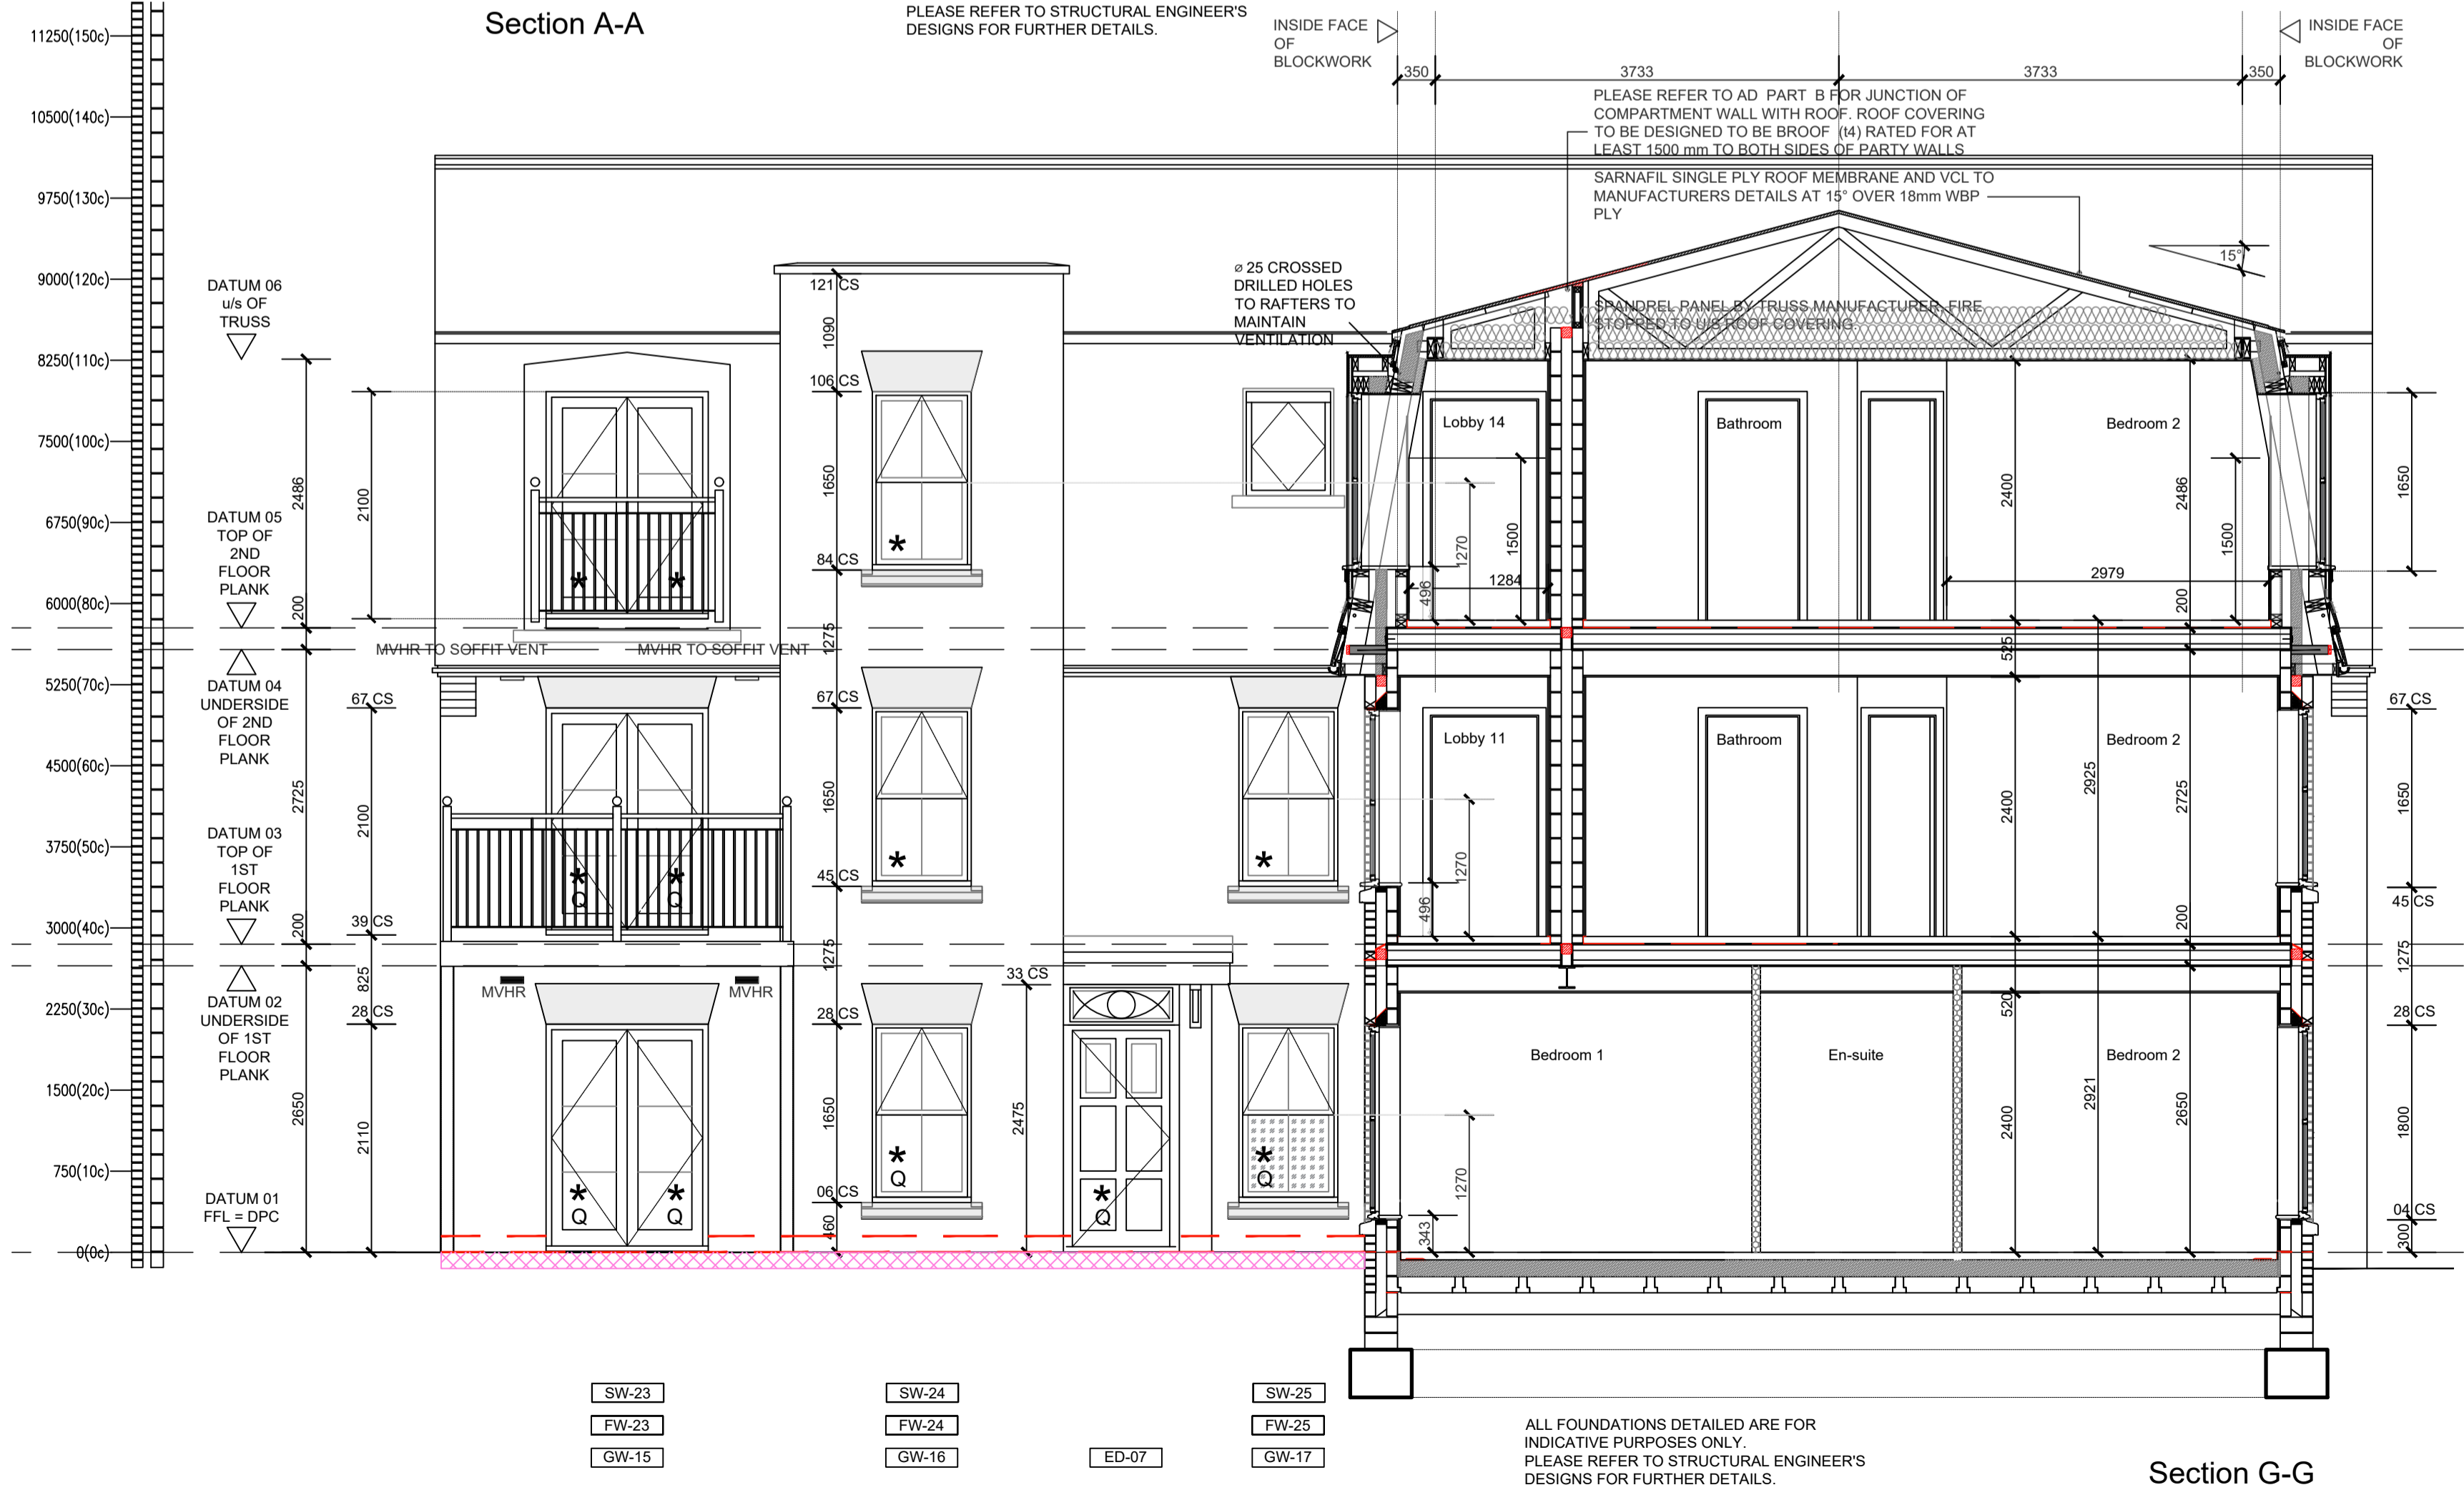 Section A-A
PLEASE REFER TO STRUCTURAL ENGINEER'S
DESIGNS FOR FURTHER DETAILS.
INSIDE FACE
OF
BLOCKWORK
INSIDE FACE
OF
BLOCKWORK
350
3733
3733
350
PLEASE REFER TO AD PART B FOR JUNCTION OF
COMPARTMENT WALL WITH ROOF. ROOF COVERING
TO BE DESIGNED TO BE BROOF (t4) RATED FOR AT
LEAST 1500 mm TO BOTH SIDES OF PARTY WALLS
SARNAFIL SINGLE PLY ROOF MEMBRANE AND VCL TO
MANUFACTURERS DETAILS AT 15° OVER 18mm WBP
PLY
15°
⌀ 25 CROSSED
DRILLED HOLES
TO RAFTERS TO
MAINTAIN
VENTILATION
SPANDREL PANEL BY TRUSS MANUFACTURER, FIRE
STOPPED TO U/S ROOF COVERING.
11250(150c)
10500(140c)
9750(130c)
9000(120c)
8250(110c)
7500(100c)
6750(90c)
6000(80c)
5250(70c)
4500(60c)
3750(50c)
3000(40c)
2250(30c)
1500(20c)
750(10c)
0(0c)
DATUM 06
u/s OF
TRUSS
DATUM 05
TOP OF
2ND
FLOOR
PLANK
DATUM 04
UNDERSIDE
OF 2ND
FLOOR
PLANK
DATUM 03
TOP OF
1ST
FLOOR
PLANK
DATUM 02
UNDERSIDE
OF 1ST
FLOOR
PLANK
DATUM 01
FFL = DPC
2486
200
2725
200
2650
2100
67 CS
2100
39 CS
825
28 CS
2110
MVHR TO SOFFIT VENT
MVHR TO SOFFIT VENT
* *
* *
Q Q
MVHR
MVHR
* *
Q Q
121 CS
1090
106 CS
1650
84 CS
1275
67 CS
1650
45 CS
1275
28 CS
1650
06 CS
460
*
*
*
*
Q
33 CS
2475
*
Q
*
Q
Lobby 14
Bathroom
Bedroom 2
496
1270
1500
1284
2400
2486
1500
2979
200
525
Lobby 11
Bathroom
Bedroom 2
496
1270
2400
2925
2725
200
520
Bedroom 1
En-suite
Bedroom 2
343
1270
2400
2921
2650
1650
67 CS
1650
45 CS
1275
28 CS
1800
04 CS
300
SW-23
SW-24
SW-25
FW-23
FW-24
FW-25
GW-15
GW-16
ED-07
GW-17
ALL FOUNDATIONS DETAILED ARE FOR
INDICATIVE PURPOSES ONLY.
PLEASE REFER TO STRUCTURAL ENGINEER'S
DESIGNS FOR FURTHER DETAILS.
Section G-G